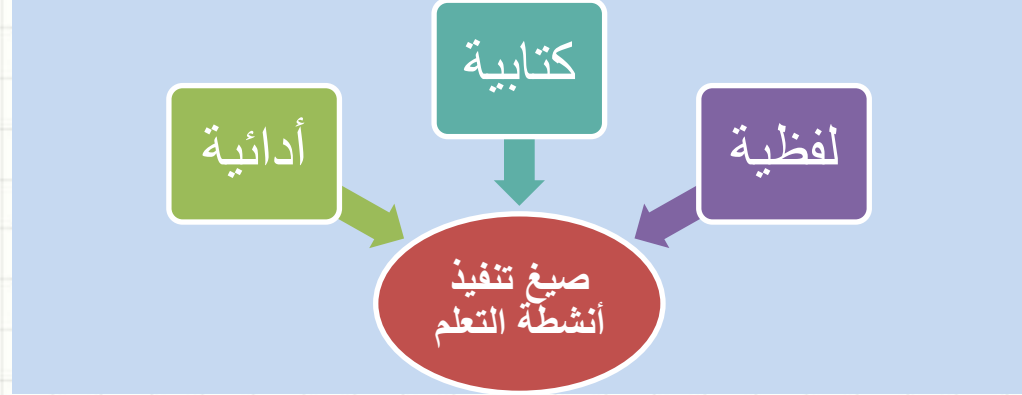 كتابية
لفظية
أدائية
صيغ تنفيذ
أنشطة التعلم